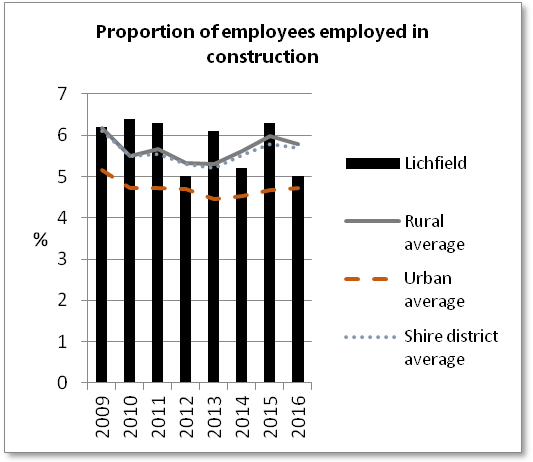 Proportion of employees employed in
construction
7
6
5
4
3
2
1
0
%
2009
2010
2011
2012
2013
2014
2015
2016
Lichfield
Rural
average
Urban
average
Shire district
average